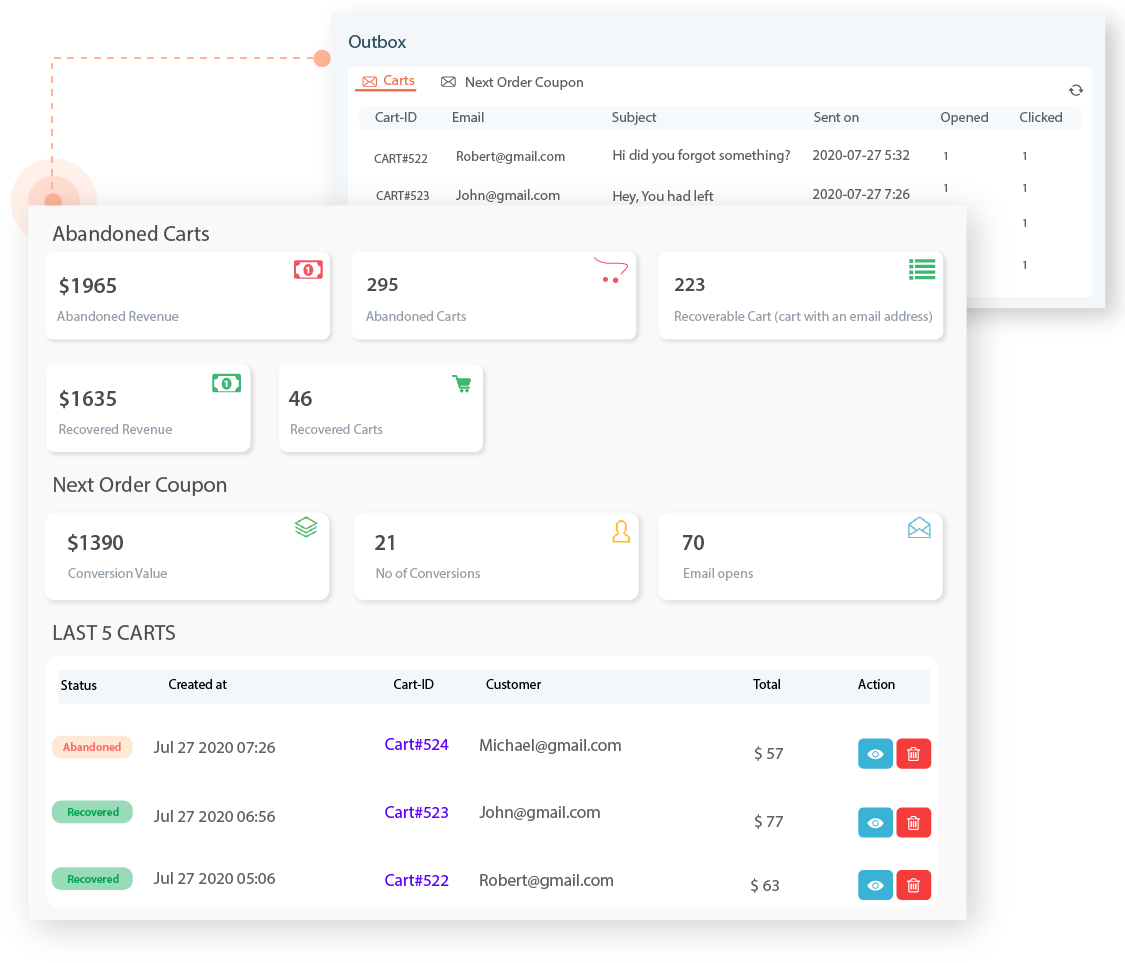 Outbox
Carts Next Order Coupon
Cart-ID Email Subject Sent on Opened Clicked
CART#522 Robert@gmail.com Hi did you forgot something? 2020-07-27 5:32 1 1
CART#523 John@gmail.com Hey, You had left 2020-07-27 7:26 1 1
1
1
Abandoned Carts
$1965 1 295 223
Abandoned Revenue Abandoned Carts Recoverable Cart (cart with an email address)
$1635 1 46
Recovered Revenue Recovered Carts
Next Order Coupon
$1390 21 70
Conversion Value No of Conversions Email opens
LAST 5 CARTS
Status Created at Cart-ID Customer Total Action
Abandoned Jul 27 2020 07:26 Cart#524 Michael@gmail.com $ 57
Recovered Jul 27 2020 06:56 Cart#523 John@gmail.com $ 77
Recovered Jul 27 2020 05:06 Cart#522 Robert@gmail.com $ 63